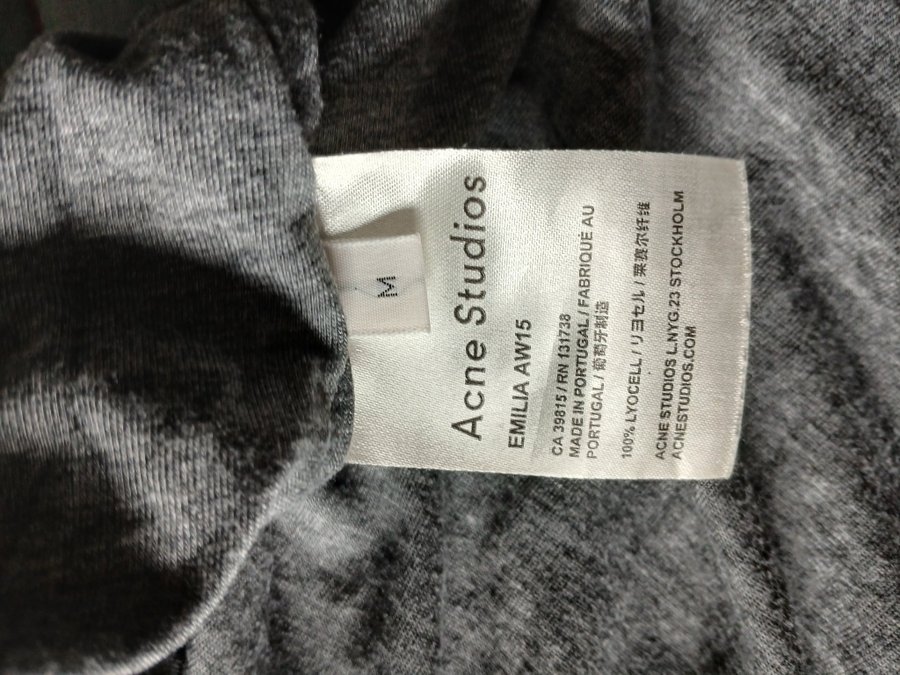 M
Acne Studios
EMILIA AW15
CA 39815 / RN 131738
MADE IN PORTUGAL / FABRIQUÉ AU
PORTUGAL / 葡萄牙制造
100% LYOCELL / リヨセル / 莱赛尔纤维
ACNE STUDIOS L.NYG.23 STOCKHOLM
ACNESTUDIOS.COM